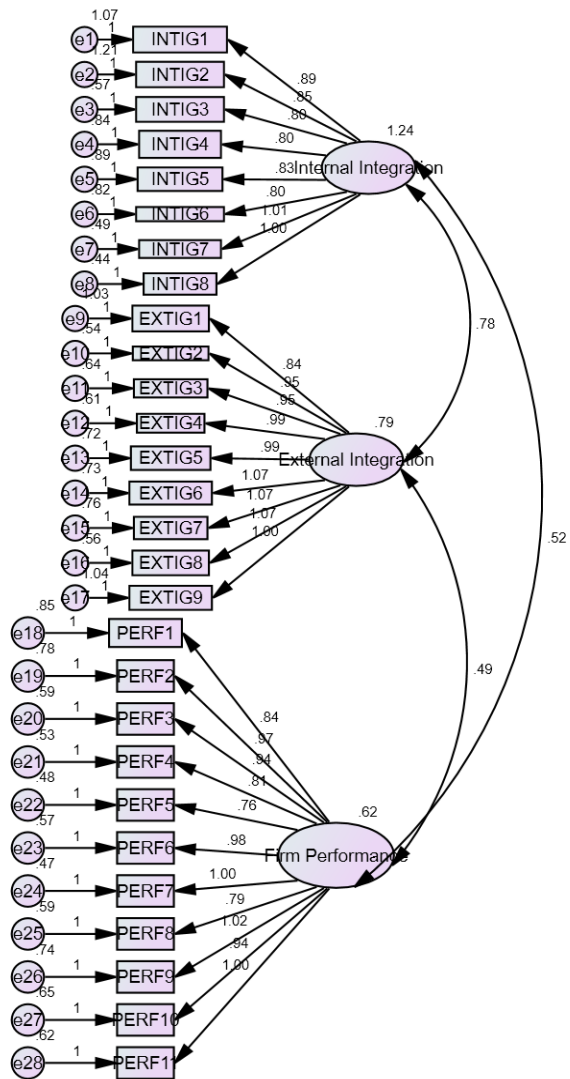 1.07
e1 1 INTIG1
1.21
e2 1 INTIG2
.57
e3 1 INTIG3
.84
e4 1 INTIG4
.89
e5 1 INTIG5
.82
e6 1 INTIG6
.49
e7 1 INTIG7
.44
e8 1 INTIG8
.89
.85
.80
.80
.83
.80
1.01
1.00
1.24
Internal Integration
1.03
e9 1 EXTIG1
.54
e10 1 EXTIG2
.64
e11 1 EXTIG3
.61
e12 1 EXTIG4
.72
e13 1 EXTIG5
.73
e14 1 EXTIG6
.76
e15 1 EXTIG7
.56
e16 1 EXTIG8
1.04
e17 1 EXTIG9
.84
.95
.95
.99
.99
1.07
1.07
1.07
1.00
.79
External Integration
.78
.52
.49
.85
e18 1 PERF1
.78
e19 1 PERF2
.59
e20 1 PERF3
.53
e21 1 PERF4
.48
e22 1 PERF5
.57
e23 1 PERF6
.47
e24 1 PERF7
.59
e25 1 PERF8
.74
e26 1 PERF9
.65
e27 1 PERF10
.62
e28 1 PERF11
.84
.97
.94
.81
.76
.98
1.00
.79
1.02
.94
1.00
.62
Firm Performance